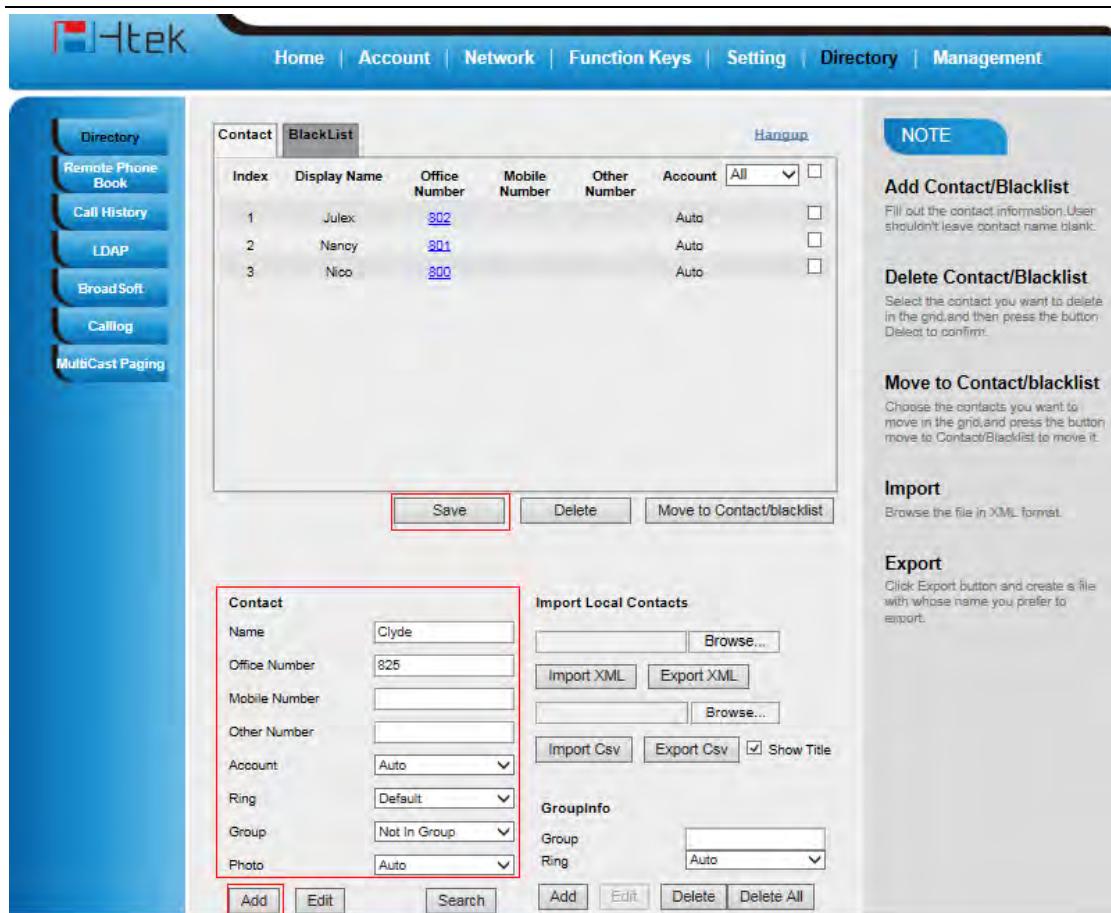 Htek
Home | Account | Network | Function Keys | Setting | Directory | Management
Directory
Remote Phone
Book
Call History
LDAP
BroadSoft
Calllog
MultiCast Paging
Contact BlackList Hangup
Index Display Name Office Number Mobile Number Other Number Account All
1 Julex 802 Auto
2 Nancy 801 Auto
3 Nico 800 Auto
Save Delete Move to Contact/blacklist
Contact
Name Clyde
Office Number 825
Mobile Number
Other Number
Account Auto
Ring Default
Group Not In Group
Photo Auto
Add Edit Search
Import Local Contacts
Browse...
Import XML Export XML
Browse...
Import Csv Export Csv Show Title
GroupInfo
Group
Ring Auto
Add Edit Delete Delete All
NOTE
Add Contact/Blacklist
Fill out the contact information.User
shouldn't leave contact name blank.
Delete Contact/Blacklist
Select the contact you want to delete
in the grid,and then press the button
Delect to confirm.
Move to Contact/blacklist
Choose the contacts you want to
move in the grid,and press the button
move to Contact/Blacklist to move it.
Import
Browse the file in XML format.
Export
Click Export button and create a file
with whose name you prefer to
export.